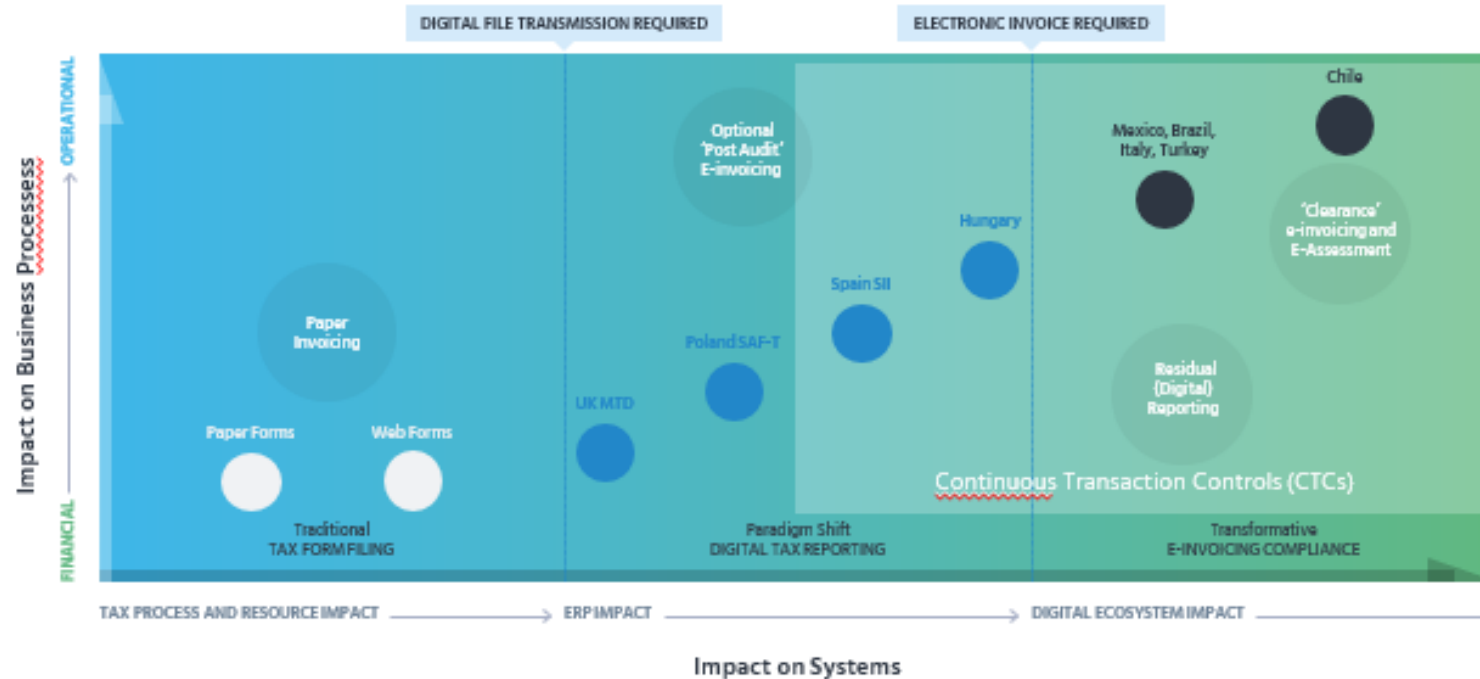 DIGITAL FILE TRANSMISSION REQUIRED
ELECTRONIC INVOICE REQUIRED
Impact on Business Processess
OPERATIONAL
FINANCIAL
Chile
Optional
'Post Audit'
E-invoicing
Mexico, Brazil,
Italy, Turkey
Hungary
'Clearance'
e-invoicing and
E-Assessment
Spain SII
Paper
Invoicing
Poland SAF-T
Residual
(Digital)
Reporting
UK MTD
Paper Forms
Web Forms
Continuous Transaction Controls (CTCs)
Traditional
TAX FORM FILING
Paradigm Shift
DIGITAL TAX REPORTING
Transformative
E-INVOICING COMPLIANCE
TAX PROCESS AND RESOURCE IMPACT
ERP IMPACT
DIGITAL ECOSYSTEM IMPACT
Impact on Systems